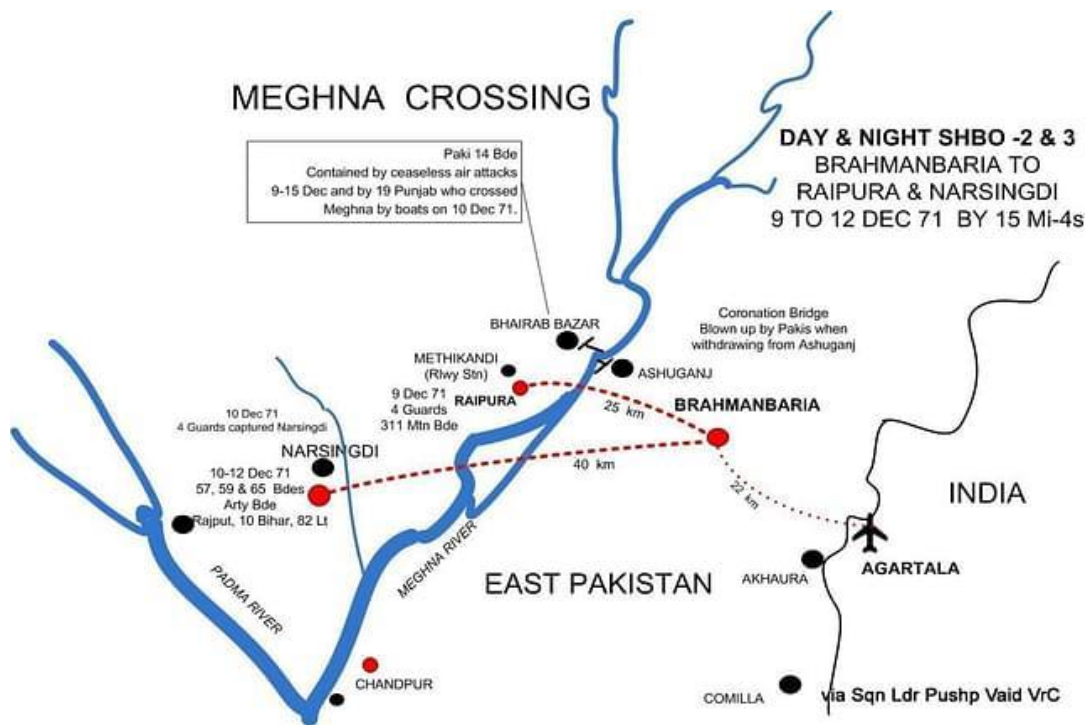 MEGHNA CROSSING
Paki 14 Bde
Contained by ceaseless air attacks
9-15 Dec and by 19 Punjab who crossed
Meghna by boats on 10 Dec 71.
DAY & NIGHT SHBO -2 & 3
BRAHMANBARIA TO
RAIPURA & NARSINGDI
9 TO 12 DEC 71 BY 15 Mi-4s
BHAIRAB BAZAR
Coronation Bridge
Blown up by Pakis when
withdrawing from Ashuganj
METHIKANDI
(Rlwy Stn)
ASHUGANJ
9 Dec 71
4 Guards
311 Mtn Bde
RAIPURA
25 km
BRAHMANBARIA
10 Dec 71
4 Guards captured Narsingdi
NARSINGDI
10-12 Dec 71
57, 59 & 65 Bdes
Arty Bde
Rajput, 10 Bihar, 82 Lt
40 km
22 km
INDIA
PADMA RIVER
MEGHNA RIVER
EAST PAKISTAN
AKHAURA
AGARTALA
CHANDPUR
COMILLA
via Sqn Ldr Pushp Vaid VrC